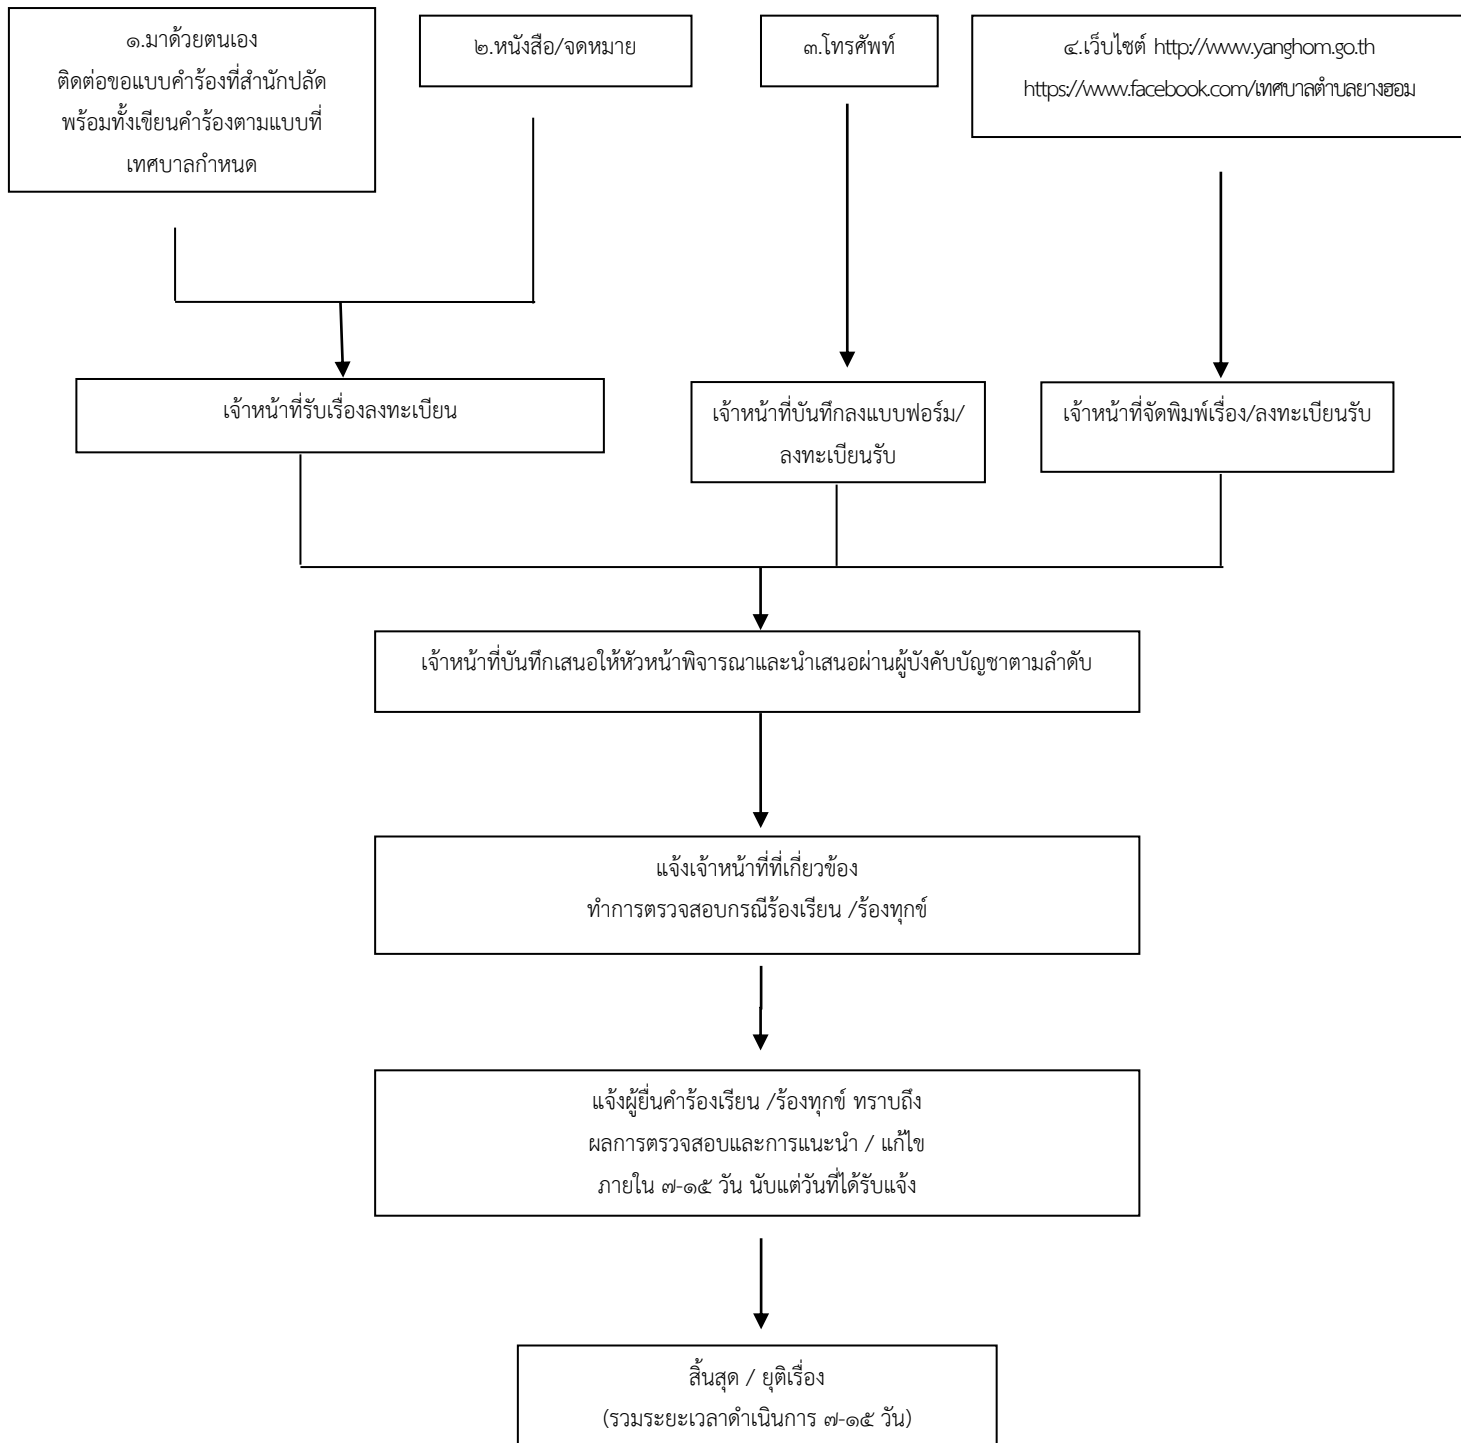 ๑.มาด้วยตนเอง
ติดต่อขอแบบคำร้องที่สำนักปลัด
พร้อมทั้งเขียนคำร้องตามแบบที่
เทศบาลกำหนด
๒.หนังสือ/จดหมาย
๓.โทรศัพท์
๔.เว็บไซต์ http://www.yanghom.go.th
https://www.facebook.com/เทศบาลตำบลยางฮอม
เจ้าหน้าที่รับเรื่องลงทะเบียน
เจ้าหน้าที่บันทึกลงแบบฟอร์ม/
ลงทะเบียนรับ
เจ้าหน้าที่จัดพิมพ์เรื่อง/ลงทะเบียนรับ
เจ้าหน้าที่บันทึกเสนอให้หัวหน้าพิจารณาและนำเสนอผ่านผู้บังคับบัญชาตามลำดับ
แจ้งเจ้าหน้าที่ที่เกี่ยวข้อง
ทำการตรวจสอบกรณีร้องเรียน /ร้องทุกข์
แจ้งผู้ยื่นคำร้องเรียน /ร้องทุกข์ ทราบถึง
ผลการตรวจสอบและการแนะนำ / แก้ไข
ภายใน ๗-๑๕ วัน นับแต่วันที่ได้รับแจ้ง
สิ้นสุด / ยุติเรื่อง
(รวมระยะเวลาดำเนินการ ๗-๑๕ วัน)